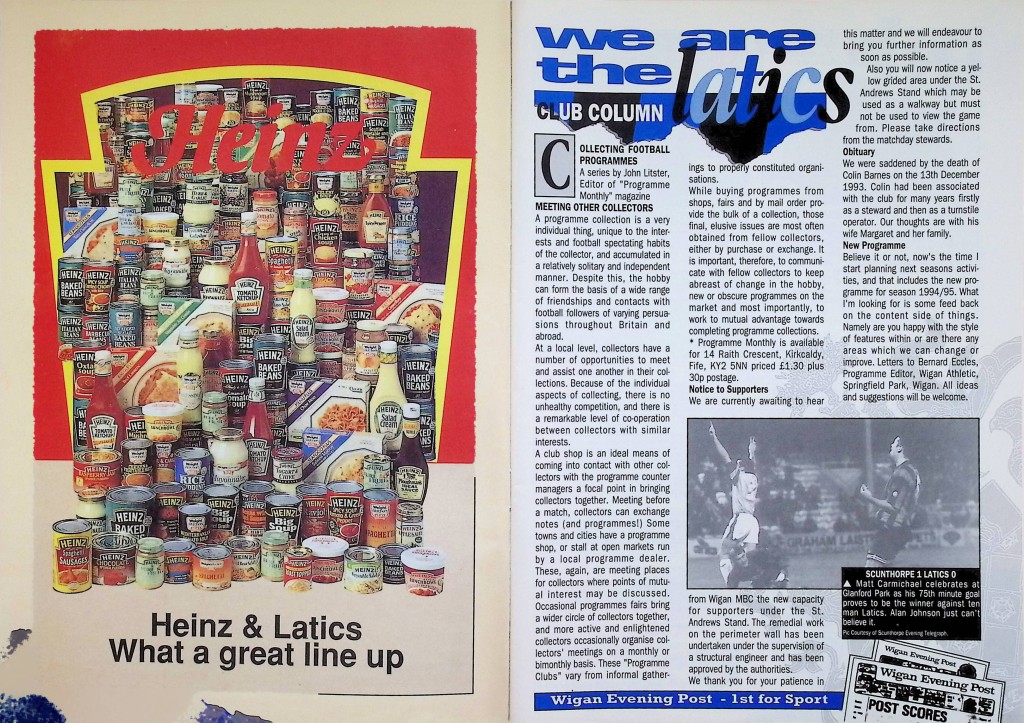 Heinz
Heinz & Latics
What a great line up
we are
the latics
CLUB COLUMN
COLLECTING FOOTBALL
PROGRAMMES
A series by John Litster,
Editor of "Programme
Monthly" magazine
MEETING OTHER COLLECTORS
A programme collection is a very
individual thing, unique to the inter-
ests and football spectating habits
of the collector, and accumulated in
a relatively solitary and independent
manner. Despite this, the hobby
can form the basis of a wide range
of friendships and contacts with
football followers of varying persua-
sions throughout Britain and
abroad.
At a local level, collectors have a
number of opportunities to meet
and assist one another in their col-
lections. Because of the individual
aspects of collecting, there is no
unhealthy competition, and there is
a remarkable level of co-operation
between collectors with similar
interests.
A club shop is an ideal means of
coming into contact with other col-
lectors with the programme counter
managers a focal point in bringing
collectors together. Meeting before
a match, collectors can exchange
notes (and programmes!) Some
towns and cities have a programme
shop, or stall at open markets run
by a local programme dealer.
These, again, are meeting places
for collectors where points of mutu-
al interest may be discussed.
Occasional programmes fairs bring
a wider circle of collectors together,
and more active and enlightened
collectors occasionally organise col-
lectors' meetings on a monthly or
bimonthly basis. These "Programme
Clubs" vary from informal gather-
ings to properly constituted organi-
sations.
While buying programmes from
shops, fairs and by mail order pro-
vide the bulk of a collection, those
final, elusive issues are most often
obtained from fellow collectors,
either by purchase or exchange. It
is important, therefore, to communi-
cate with fellow collectors to keep
abreast of change in the hobby,
new or obscure programmes on the
market and most importantly, to
work to mutual advantage towards
completing programme collections.
* Programme Monthly is available
for 14 Raith Crescent, Kirkcaldy,
Fife, KY2 5NN priced £1.30 plus
30p postage.
Notice to Supporters
We are currently awaiting to hear
from Wigan MBC the new capacity
for supporters under the St.
Andrews Stand. The remedial work
on the perimeter wall has been
undertaken under the supervision of
a structural engineer and has been
approved by the authorities.
We thank you for your patience in
this matter and we will endeavour to
bring you further information as
soon as possible.
Also you will now notice a yel-
low grided area under the St.
Andrews Stand which may be
used as a walkway but must
not be used to view the game
from. Please take directions
from the matchday stewards.
Obituary
We were saddened by the death of
Colin Barnes on the 13th December
1993. Colin had been associated
with the club for many years firstly
as a steward and then as a turnstile
operator. Our thoughts are with his
wife Margaret and her family.
New Programme
Believe it or not, now's the time I
start planning next seasons activi-
ties, and that includes the new pro-
gramme for season 1994/95. What
I'm looking for is some feed back
on the content side of things.
Namely are you happy with the style
of features within or are there any
areas which we can change or
improve. Letters to Bernard Eccles,
Programme Editor, Wigan Athletic,
Springfield Park, Wigan. All ideas
and suggestions will be welcome.
SCUNTHORPE 1 LATICS 0
▲ Matt Carmichael celebrates at
Glanford Park as his 75th minute goal
proves to be the winner against ten
man Latics. Alan Johnson just can't
believe it.
Pic Courtesy of Scunthorpe Evening Telegraph.
Wigan Evening Post - 1st for Sport
Wigan Evening Post
Wigan Evening Post
POST SCORES